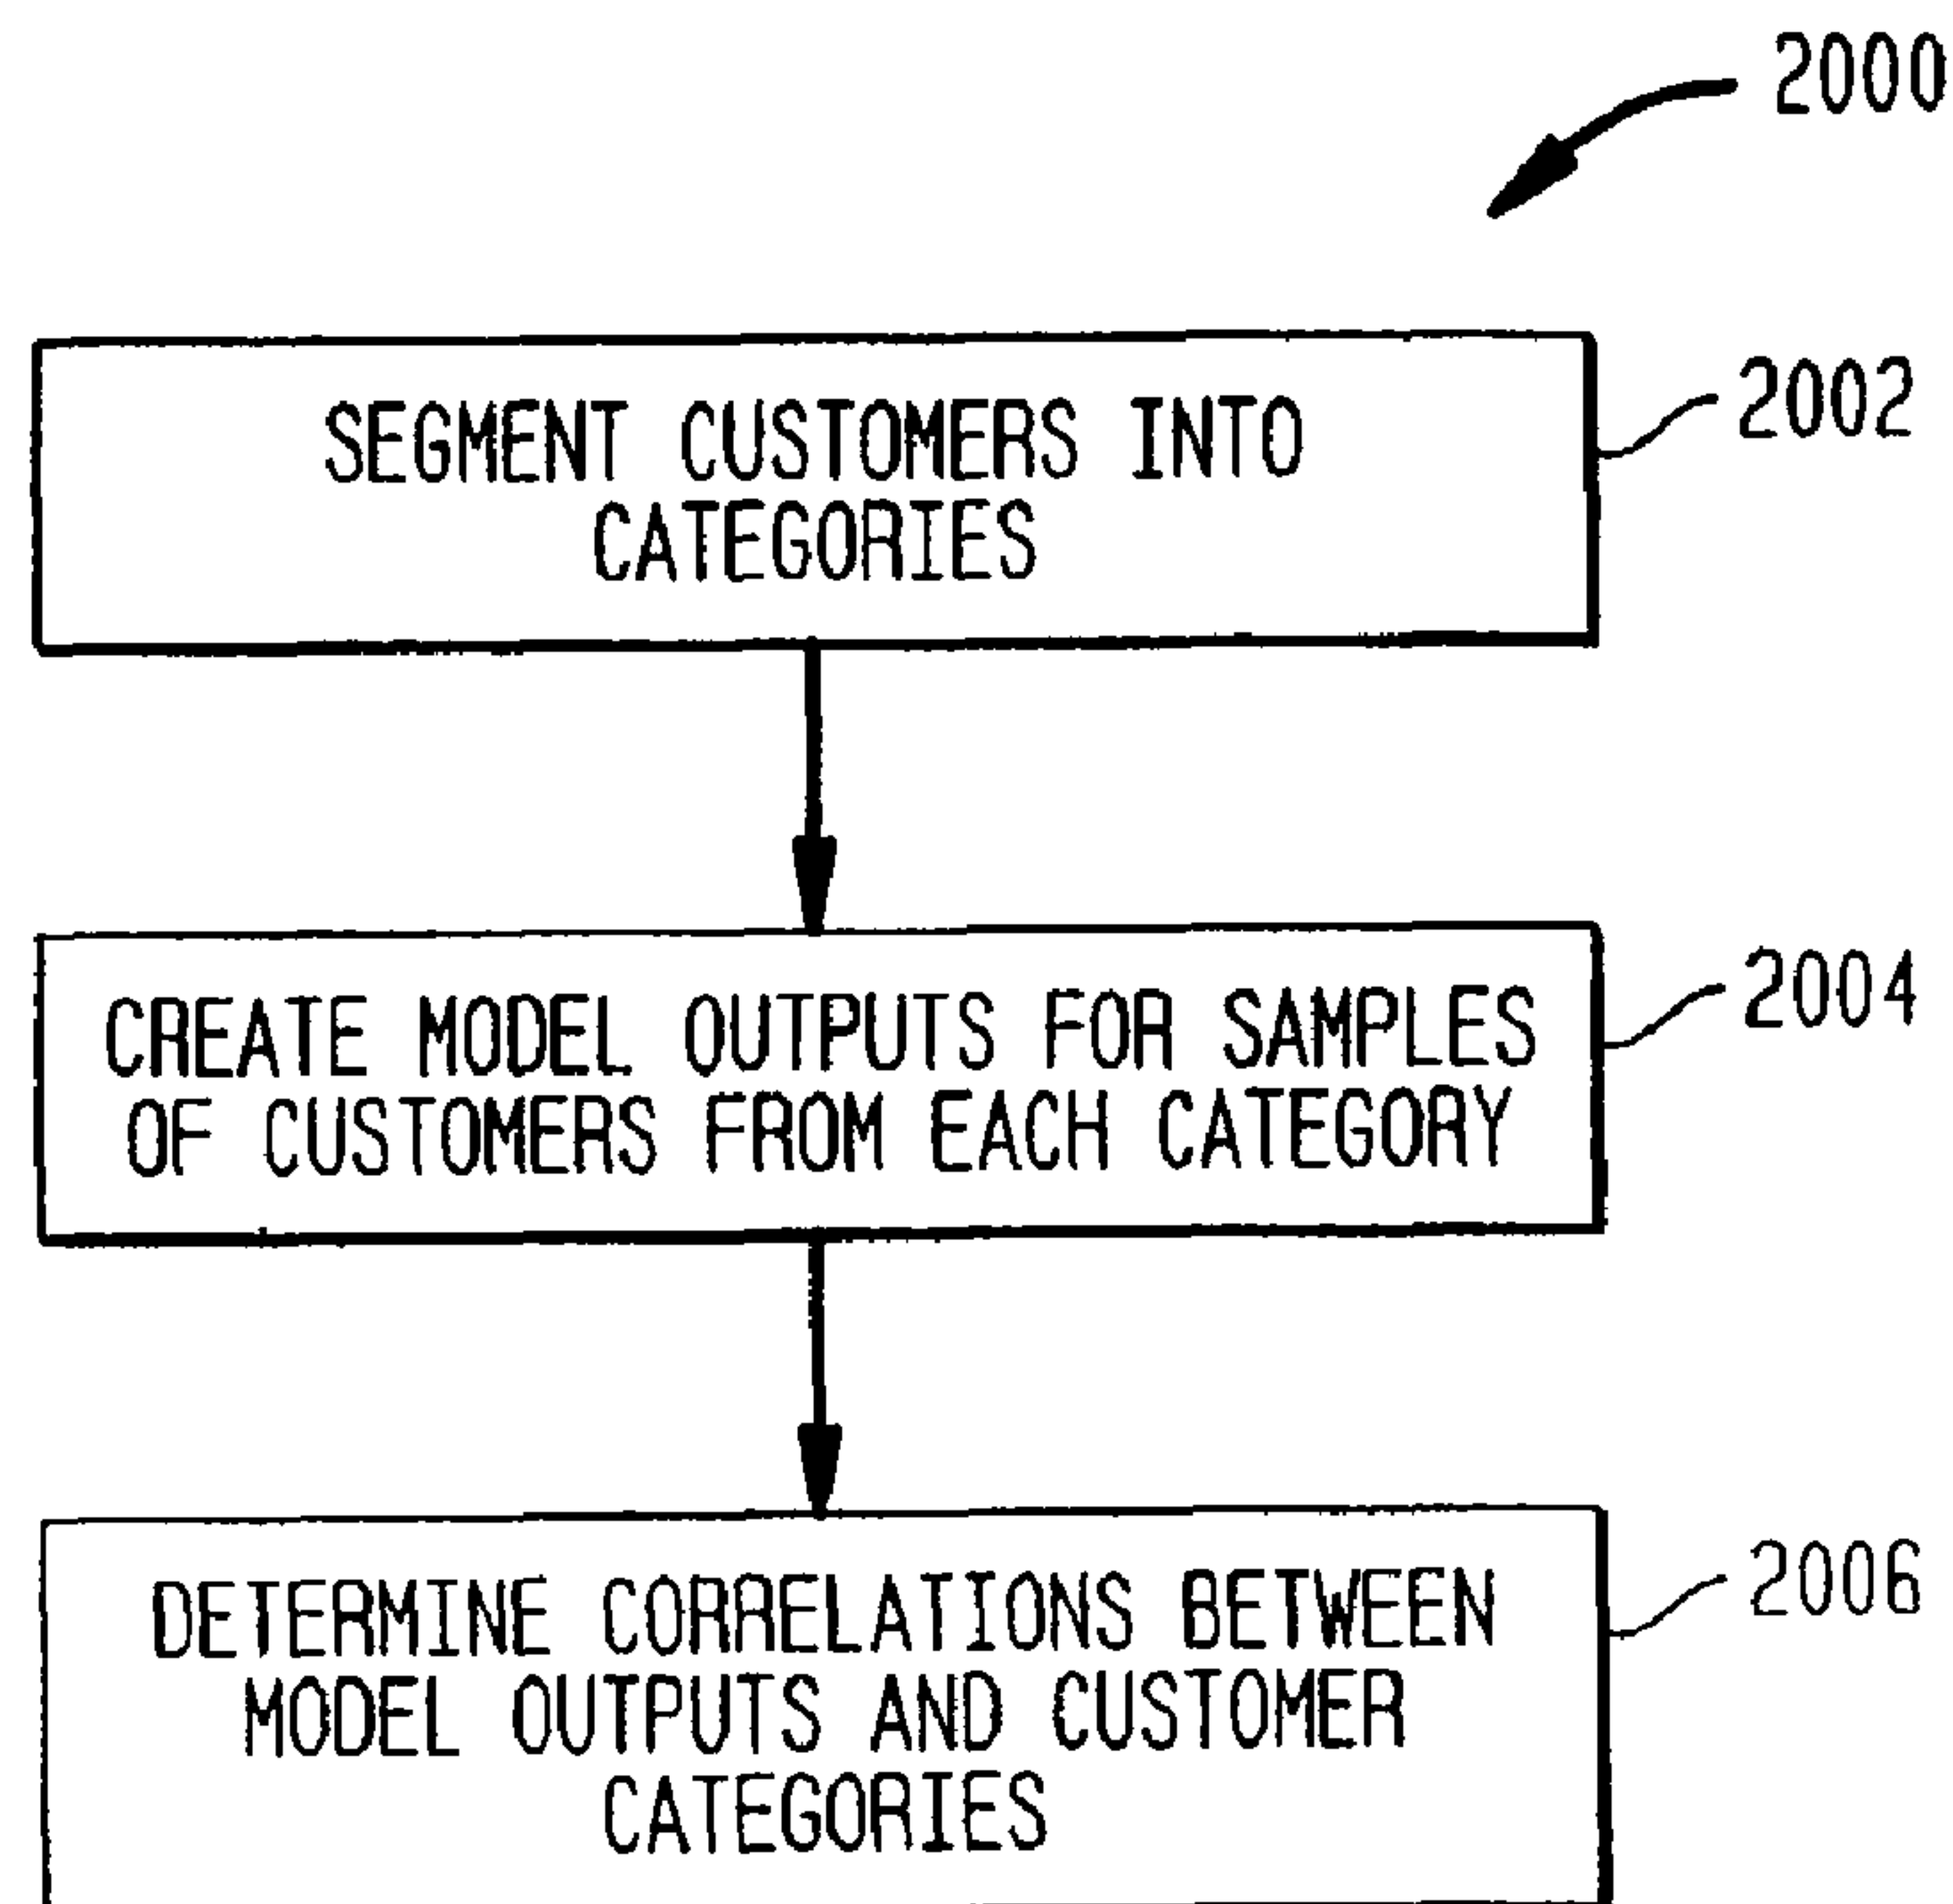 2000
SEGMENT CUSTOMERS INTO
CATEGORIES
2002
CREATE MODEL OUTPUTS FOR SAMPLES
OF CUSTOMERS FROM EACH CATEGORY
2004
DETERMINE CORRELATIONS BETWEEN
MODEL OUTPUTS AND CUSTOMER
CATEGORIES
2006